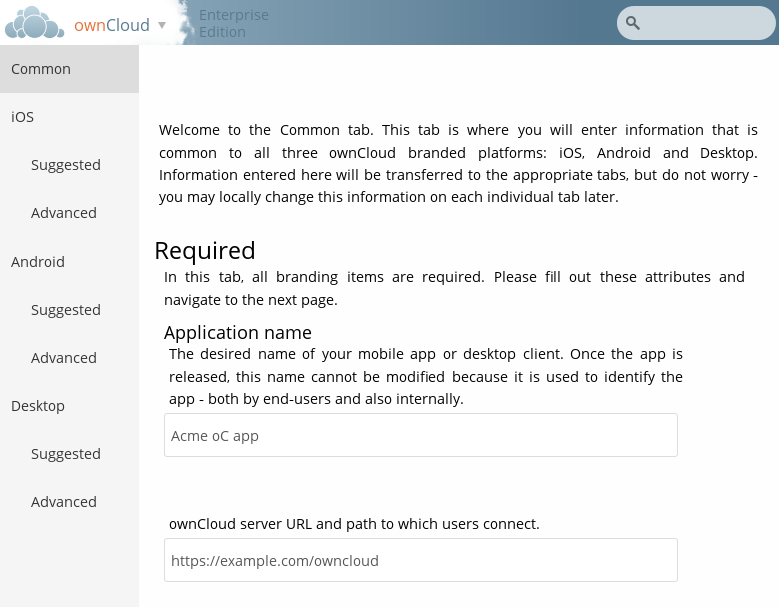 ownCloud
Enterprise
Edition
Common
iOS
Suggested
Advanced
Android
Suggested
Advanced
Desktop
Suggested
Advanced
Welcome to the Common tab. This tab is where you will enter information that is
common to all three ownCloud branded platforms: iOS, Android and Desktop.
Information entered here will be transferred to the appropriate tabs, but do not worry -
you may locally change this information on each individual tab later.
Required
In this tab, all branding items are required. Please fill out these attributes and
navigate to the next page.
Application name
The desired name of your mobile app or desktop client. Once the app is
released, this name cannot be modified because it is used to identify the
app - both by end-users and also internally.
Acme oC app
ownCloud server URL and path to which users connect.
https://example.com/owncloud